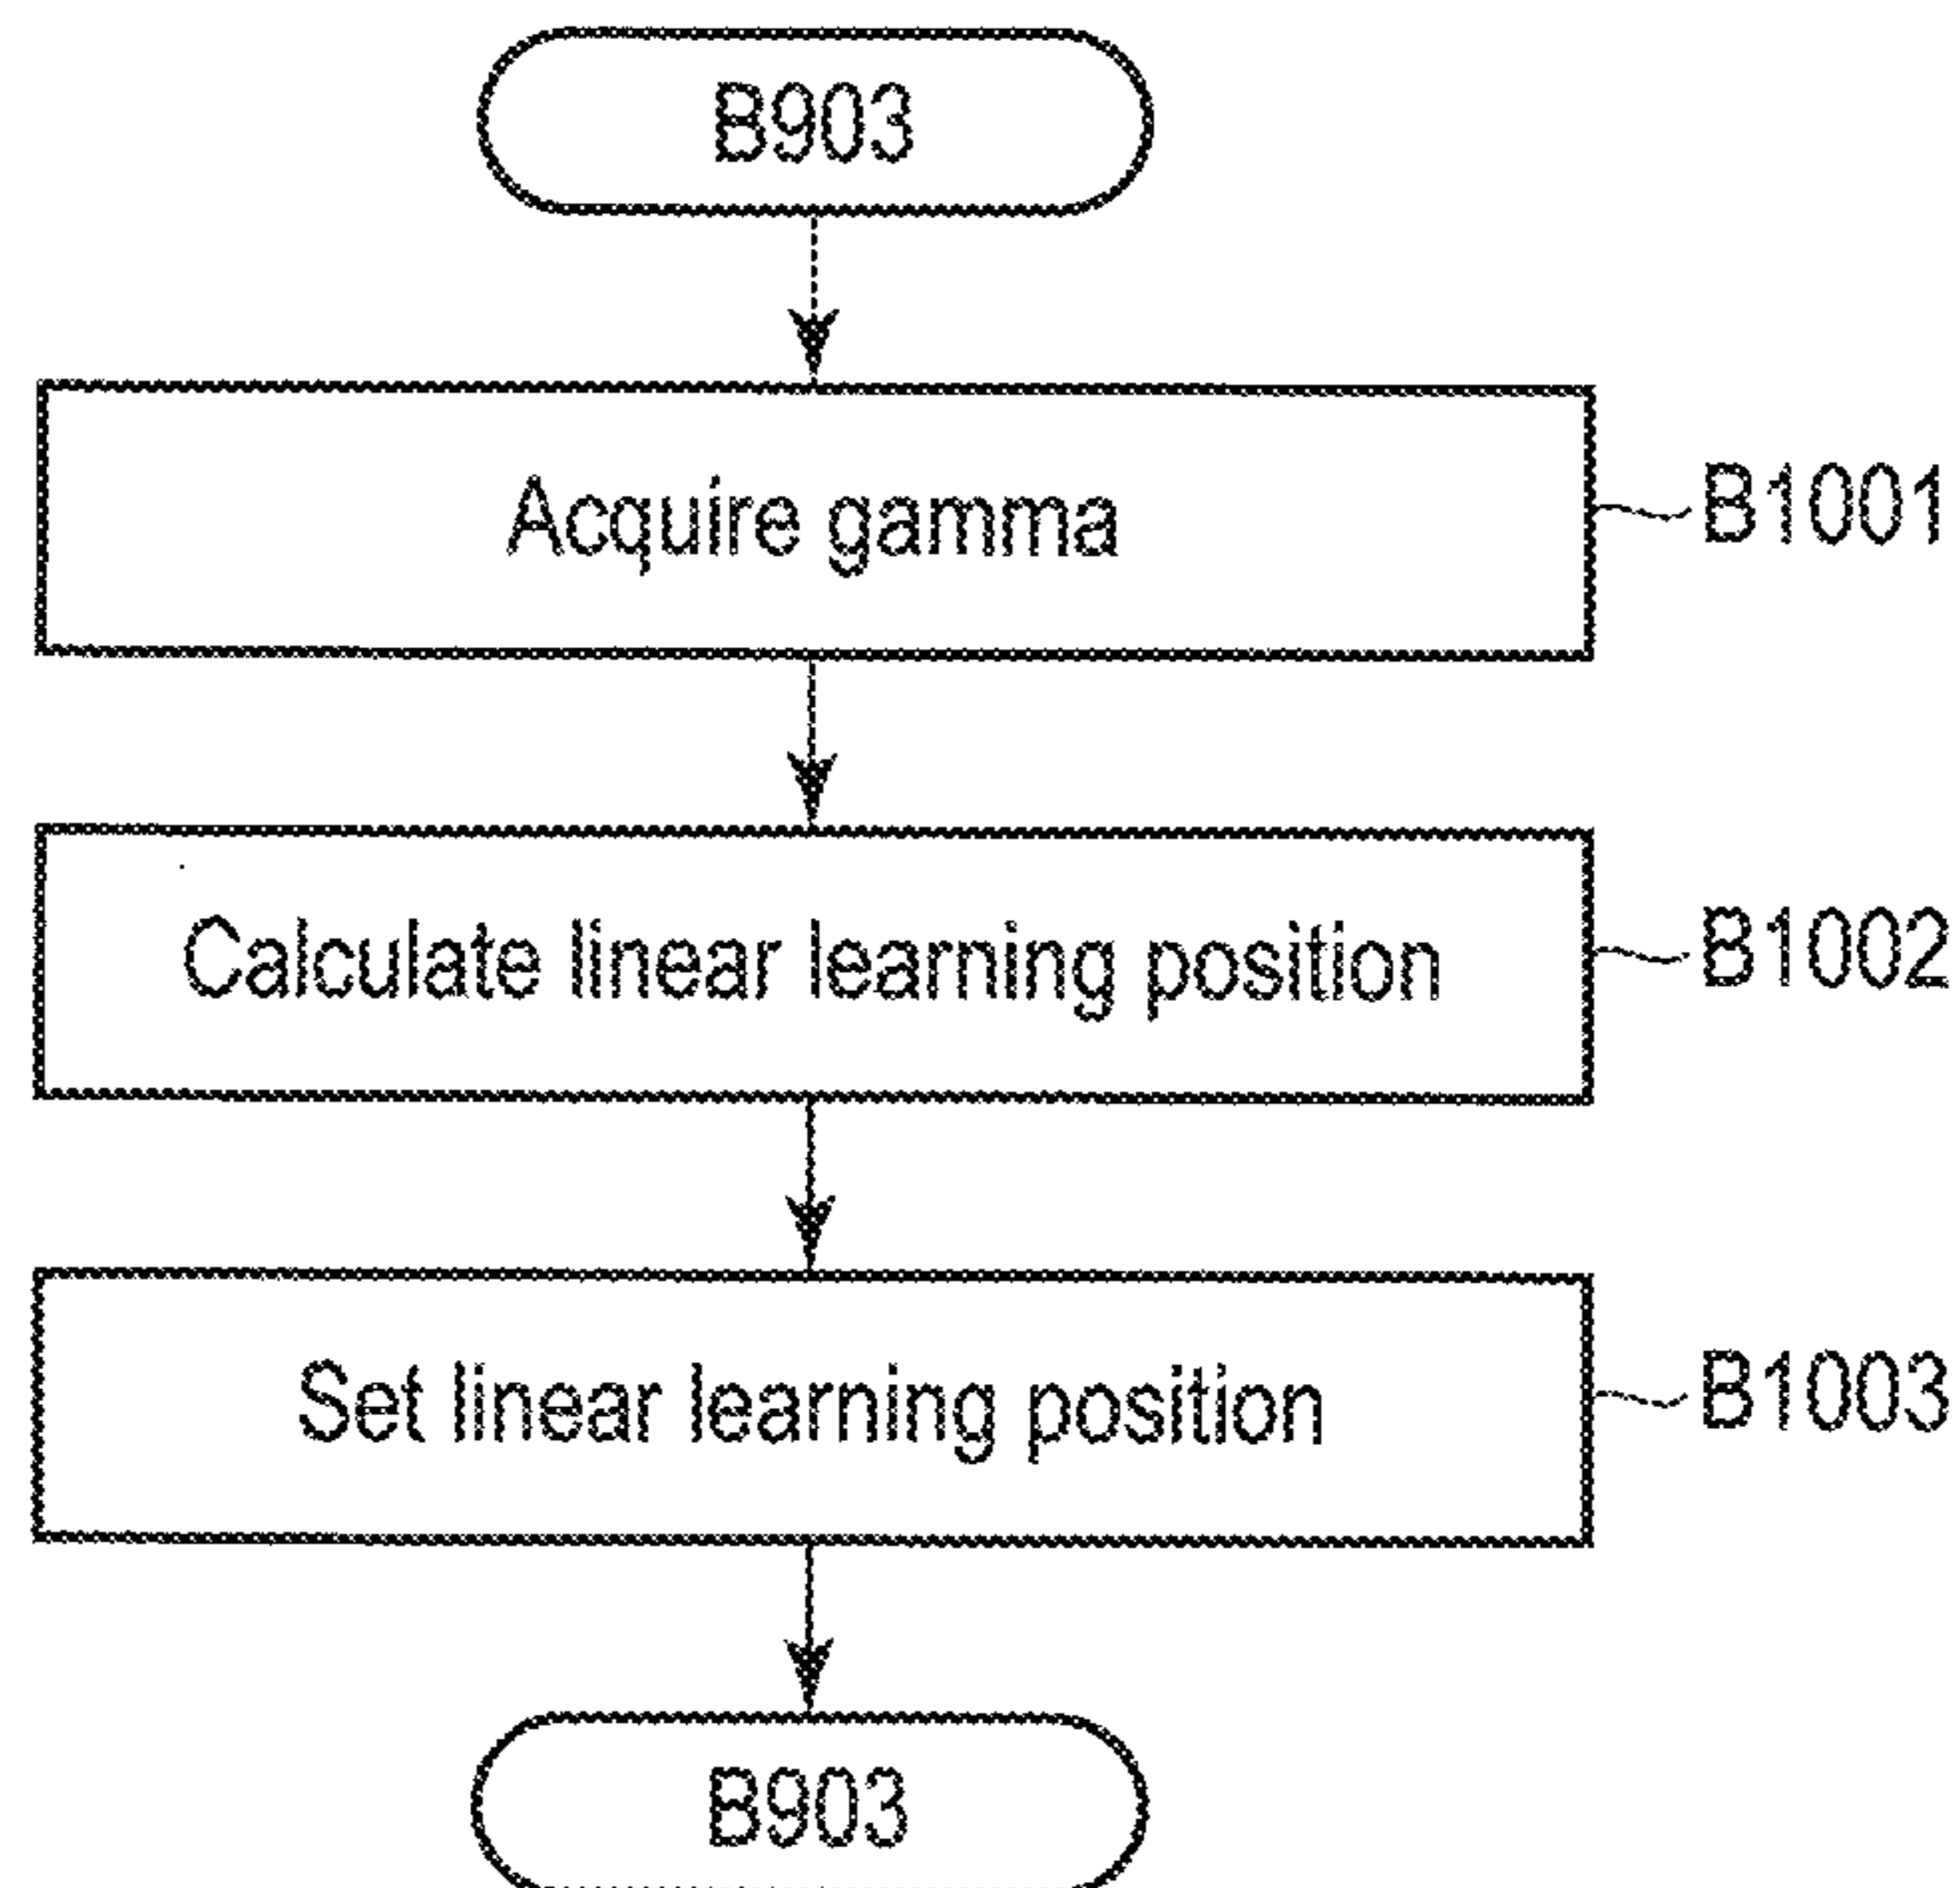 B903
Acquire gamma
B1001
Calculate linear learning position
B1002
Set linear learning position
B1003
B903